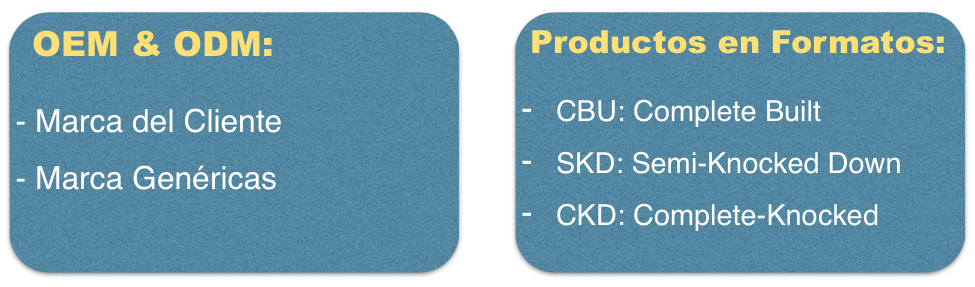 OEM & ODM:
- Marca del Cliente
- Marca Genéricas
Productos en Formatos:
- CBU: Complete Built
- SKD: Semi-Knocked Down
- CKD: Complete-Knocked